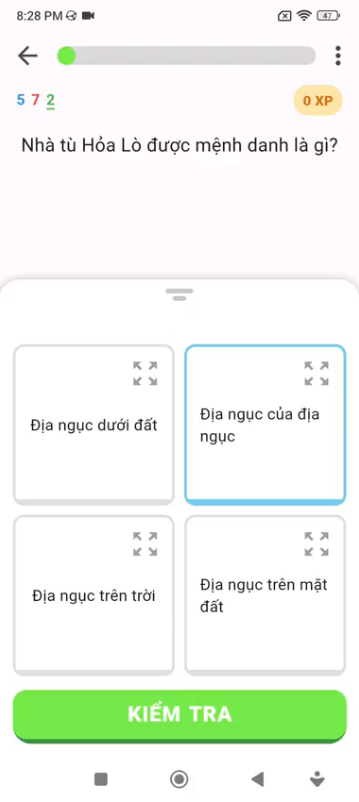 8:28 PM
47
5 7 2
0 XP
Nhà tù Hỏa Lò được mệnh danh là gì?
Địa ngục dưới đất
Địa ngục của địa
ngục
Địa ngục trên trời
Địa ngục trên mặt
đất
KIỂM TRA